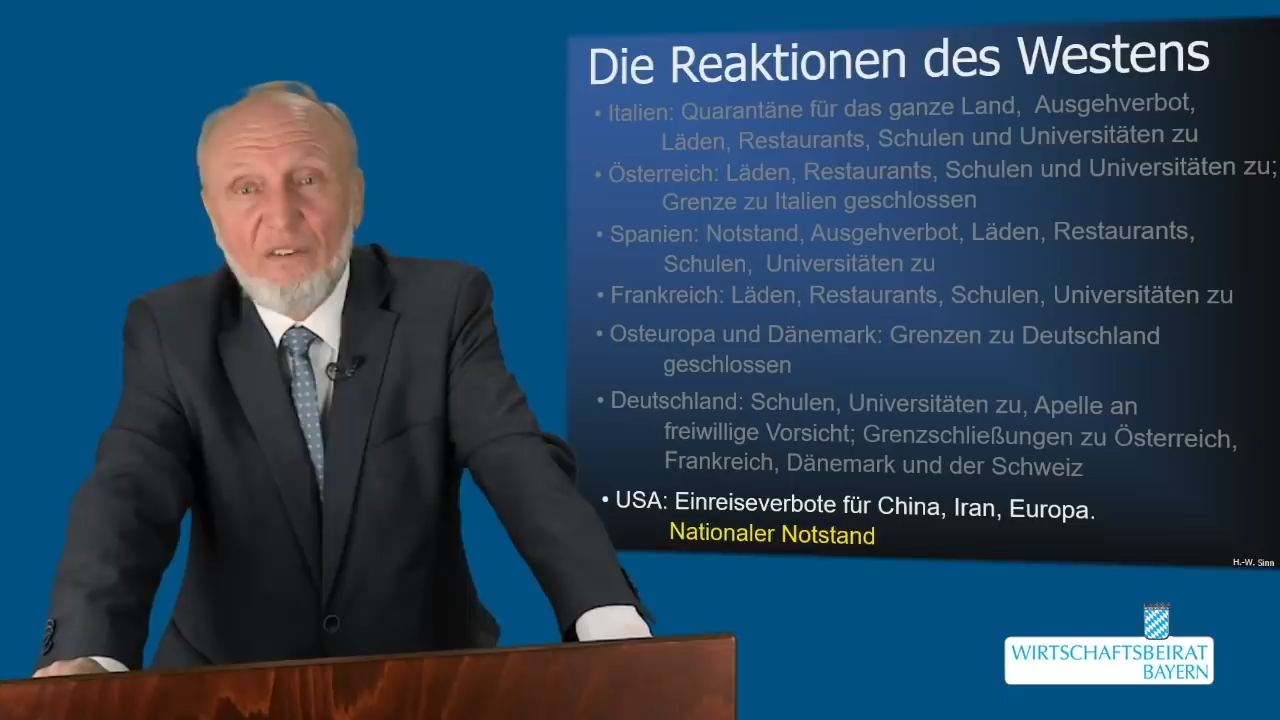 Die Reaktionen des Westens
• Italien: Quarantäne für das ganze Land, Ausgehverbot,
Läden, Restaurants, Schulen und Universitäten zu
• Österreich: Läden, Restaurants, Schulen und Universitäten zu;
Grenze zu Italien geschlossen
• Spanien: Notstand, Ausgehverbot, Läden, Restaurants,
Schulen, Universitäten zu
• Frankreich: Läden, Restaurants, Schulen, Universitäten zu
• Osteuropa und Dänemark: Grenzen zu Deutschland
geschlossen
• Deutschland: Schulen, Universitäten zu, Apelle an
freiwillige Vorsicht; Grenzschließungen zu Österreich,
Frankreich, Dänemark und der Schweiz
• USA: Einreiseverbote für China, Iran, Europa.
Nationaler Notstand
H.-W. Sinn
WIRTSCHAFTSBEIRAT
BAYERN